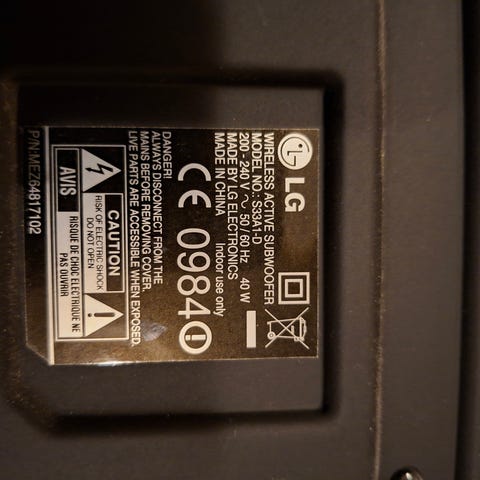 LG
WIRELESS ACTIVE SUBWOOFER
MODEL NO.: S33A1-D
200 - 240 V ~ 50 / 60 Hz 40 W
MADE BY LG ELECTRONICS
MADE IN CHINA
Indoor use only
CE 0984
DANGER:
ALWAYS DISCONNECT FROM THE
MAINS BEFORE REMOVING COVER.
LIVE PARTS ARE ACCESSIBLE WHEN EXPOSED.
CAUTION
RISK OF ELECTRIC SHOCK
DO NOT OPEN
AVIS
RISQUE DE CHOC ELECTRIQUE NE
PAS OUVRIR
P/N:MEZ64817102